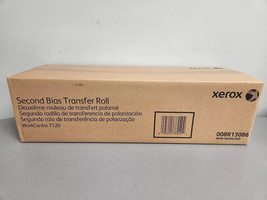 Second Bias Transfer Roll
Deuxième rouleau de transfert polarisé
Segundo rodillo de transferencia de polarización
Segundo rolo de transferência de polarização
WorkCentre 7120
xerox
008R13086